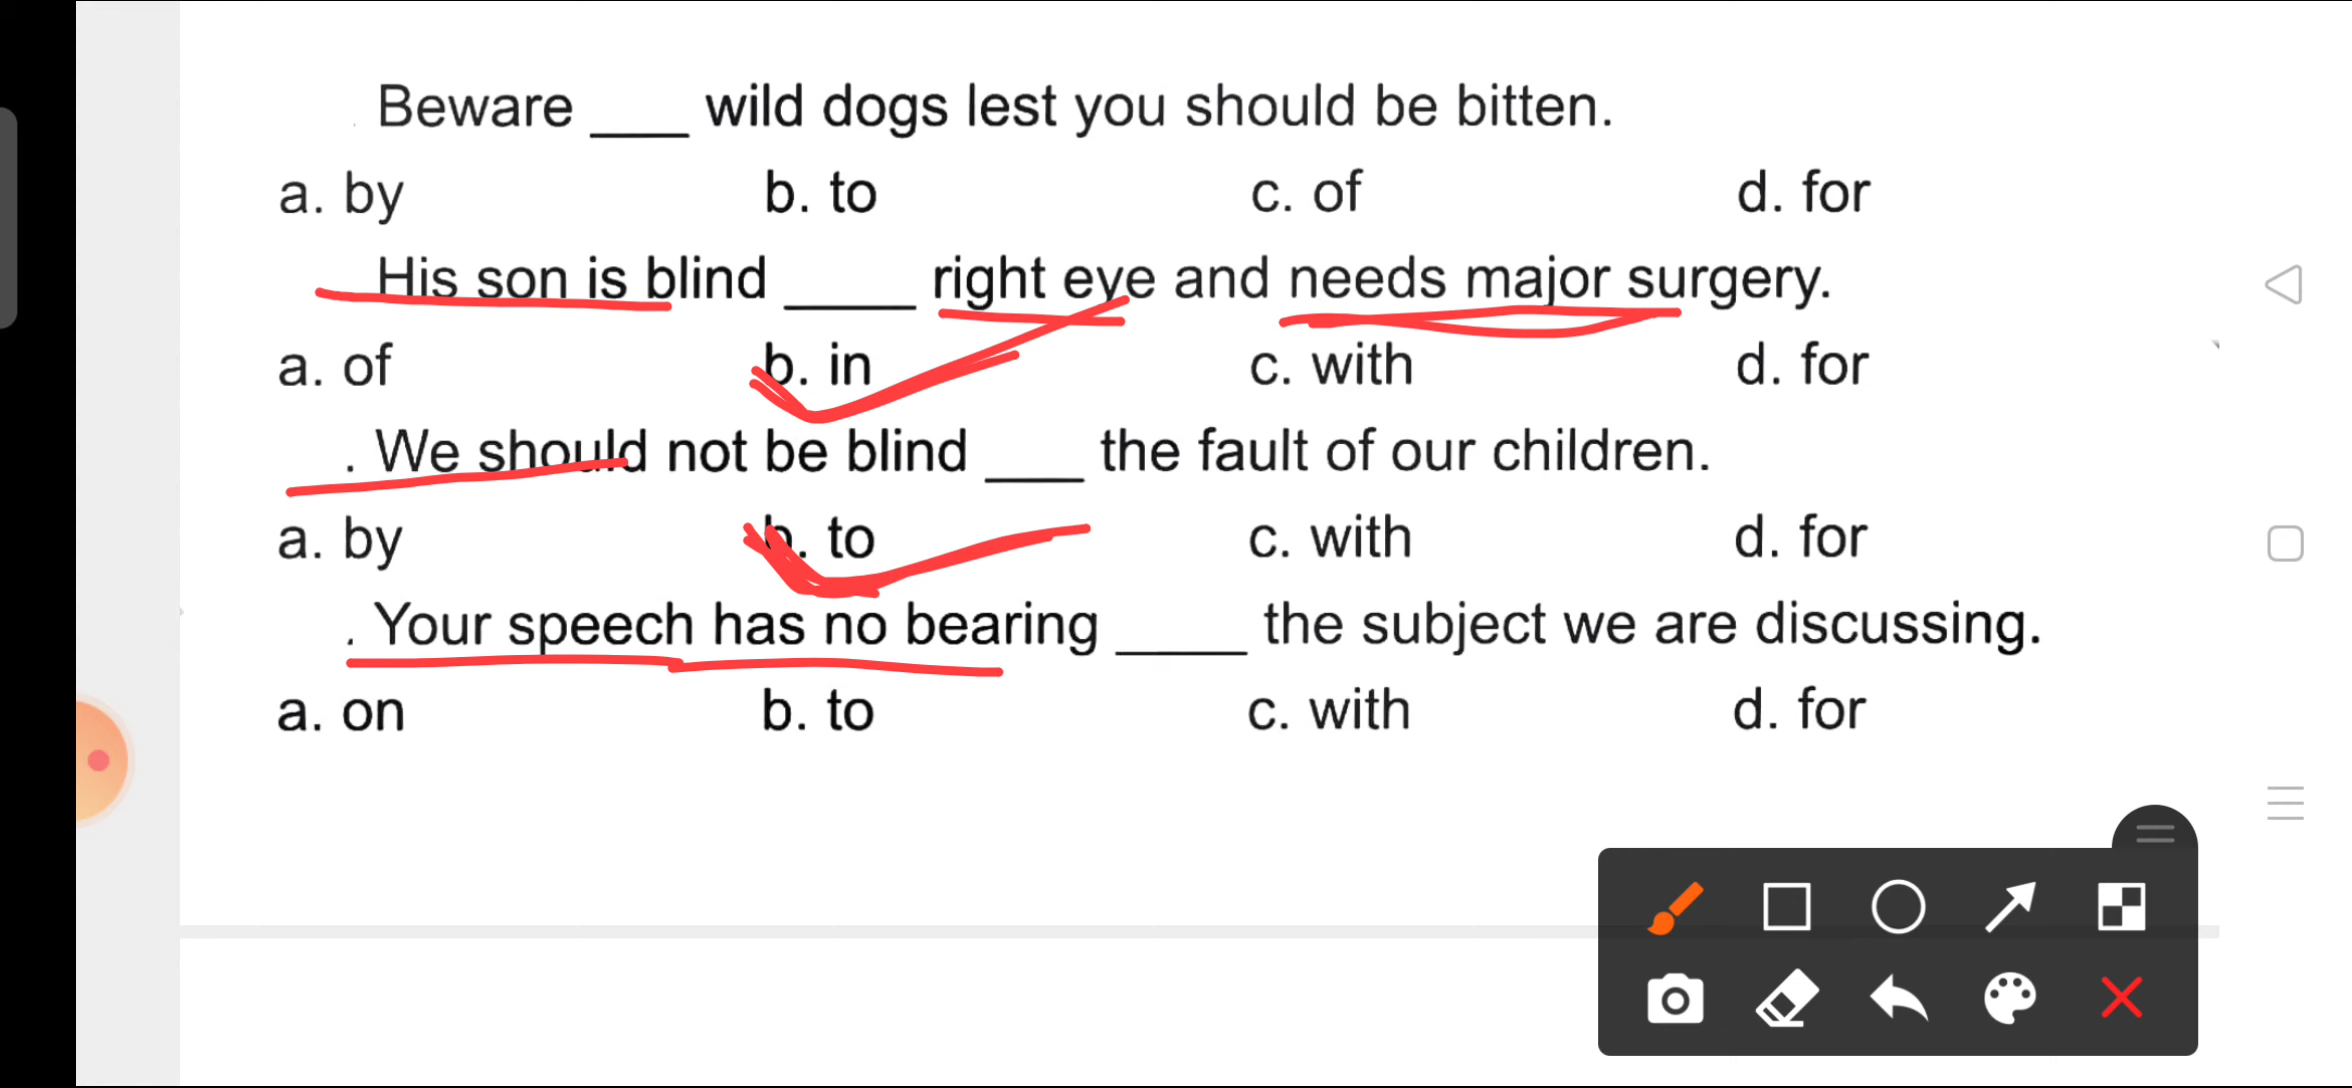 Beware ____ wild dogs lest you should be bitten.
a. by b. to c. of d. for
His son is blind _____ right eye and needs major surgery.
a. of b. in c. with d. for
. We should not be blind ____ the fault of our children.
a. by b. to c. with d. for
. Your speech has no bearing _____ the subject we are discussing.
a. on b. to c. with d. for